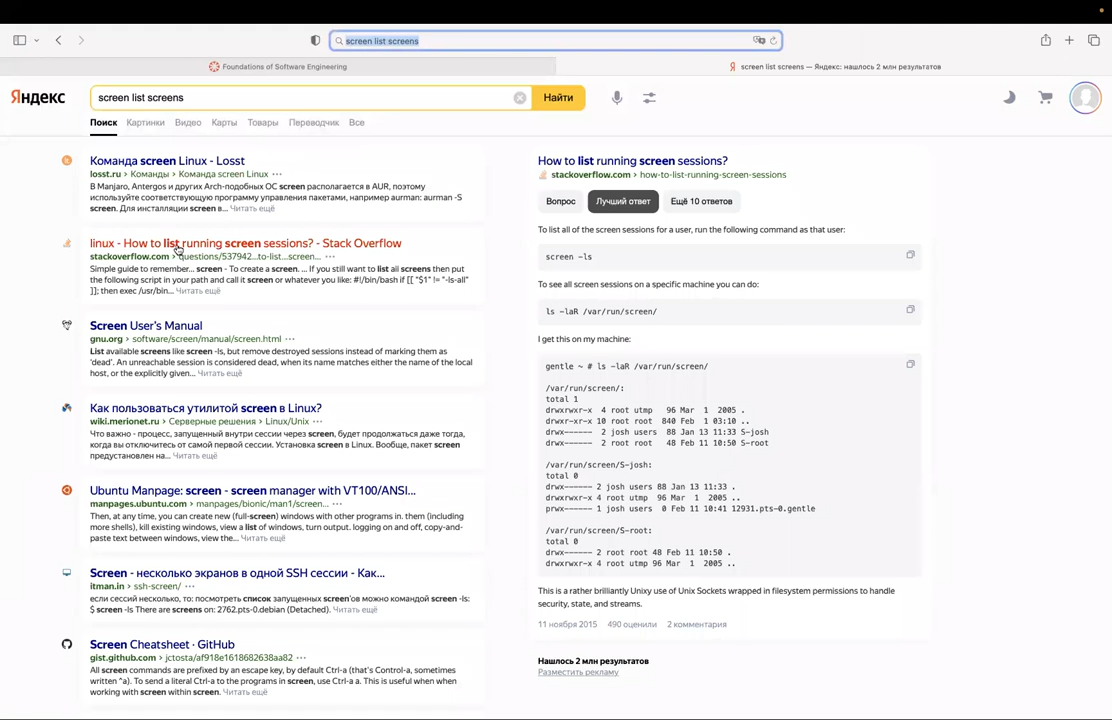 screen list screens
Foundations of Software Engineering
Я screen list screens — Яндекс: нашлось 2 млн результатов
Яндекс
screen list screens
Найти
Поиск Картинки Видео Карты Товары Переводчик Все
Команда screen Linux - Losst
losst.ru › Команды › Команда screen Linux ···
В Manjaro, Antergos и других Arch-подобных ОС screen располагается в AUR, поэтому
используйте соответствующую программу управления пакетами, например aurman: aurman -S
screen. Для инсталляции screen в... Читать ещё
linux - How to list running screen sessions? - Stack Overflow
stackoverflow.com › questions/537942...to-list...screen... ···
Simple guide to remember... screen - To create a screen. ... If you still want to list all screens then put
the following script in your path and call it screen or whatever you like: #!/bin/bash if [[ "$1" != "-ls-all"
]]; then exec /usr/bin... Читать ещё
Screen User's Manual
gnu.org › software/screen/manual/screen.html ···
List available screens like screen -ls, but remove destroyed sessions instead of marking them as
'dead'. An unreachable session is considered dead, when its name matches either the name of the local
host, or the explicitly given... Читать ещё
Как пользоваться утилитой screen в Linux?
wiki.merionet.ru › Серверные решения › Linux/Unix ···
Что важно - процесс, запущенный внутри сессии через screen, будет продолжаться даже тогда,
когда вы отключитесь от самой первой сессии. Установка screen в Linux. Вообще, пакет screen
предустановлен на... Читать ещё
Ubuntu Manpage: screen - screen manager with VT100/ANSI...
manpages.ubuntu.com › manpages/bionic/man1/screen... ···
Then, at any time, you can create new (full-screen) windows with other programs in. them (including
more shells), kill existing windows, view a list of windows, turn output. logging on and off, copy-and-
paste text between windows, view the... Читать ещё
Screen - несколько экранов в одной SSH сессии - Как...
itman.in › ssh-screen/ ···
если сессий несколько, то: посмотреть список запущенных screen'ов можно командой screen -ls:
$ screen -ls There are screens on: 2762.pts-0.debian (Detached). Читать ещё
Screen Cheatsheet · GitHub
gist.github.com › jctosta/af918e1618682638aa82 ···
All screen commands are prefixed by an escape key, by default Ctrl-a (that's Control-a, sometimes
written ^a). To send a literal Ctrl-a to the programs in screen, use Ctrl-a a. This is useful when when
working with screen within screen. Читать ещё
How to list running screen sessions?
stackoverflow.com › how-to-list-running-screen-sessions
Вопрос Лучший ответ Ещё 10 ответов
To list all of the screen sessions for a user, run the following command as that user:
screen -ls
To see all screen sessions on a specific machine you can do:
ls -laR /var/run/screen/
I get this on my machine:
gentle ~ # ls -laR /var/run/screen/
/var/run/screen/:
total 1
drwxrwxr-x 4 root utmp 96 Mar 1 2005 .
drwxr-xr-x 10 root root 840 Feb 1 03:10 ..
drwx------ 2 josh users 88 Jan 13 11:33 S-josh
drwx------ 2 root root 48 Feb 11 10:50 S-root
/var/run/screen/S-josh:
total 0
drwx------ 2 josh users 88 Jan 13 11:33 .
drwxrwxr-x 4 root utmp 96 Mar 1 2005 ..
prwx------ 1 josh users 0 Feb 11 10:41 12931.pts-0.gentle
/var/run/screen/S-root:
total 0
drwx------ 2 root root 48 Feb 11 10:50 .
drwxrwxr-x 4 root utmp 96 Mar 1 2005 ..
This is a rather brilliantly Unixy use of Unix Sockets wrapped in filesystem permissions to handle
security, state, and streams.
11 ноября 2015 490 оценили 2 комментария
Нашлось 2 млн результатов
Разместить рекламу